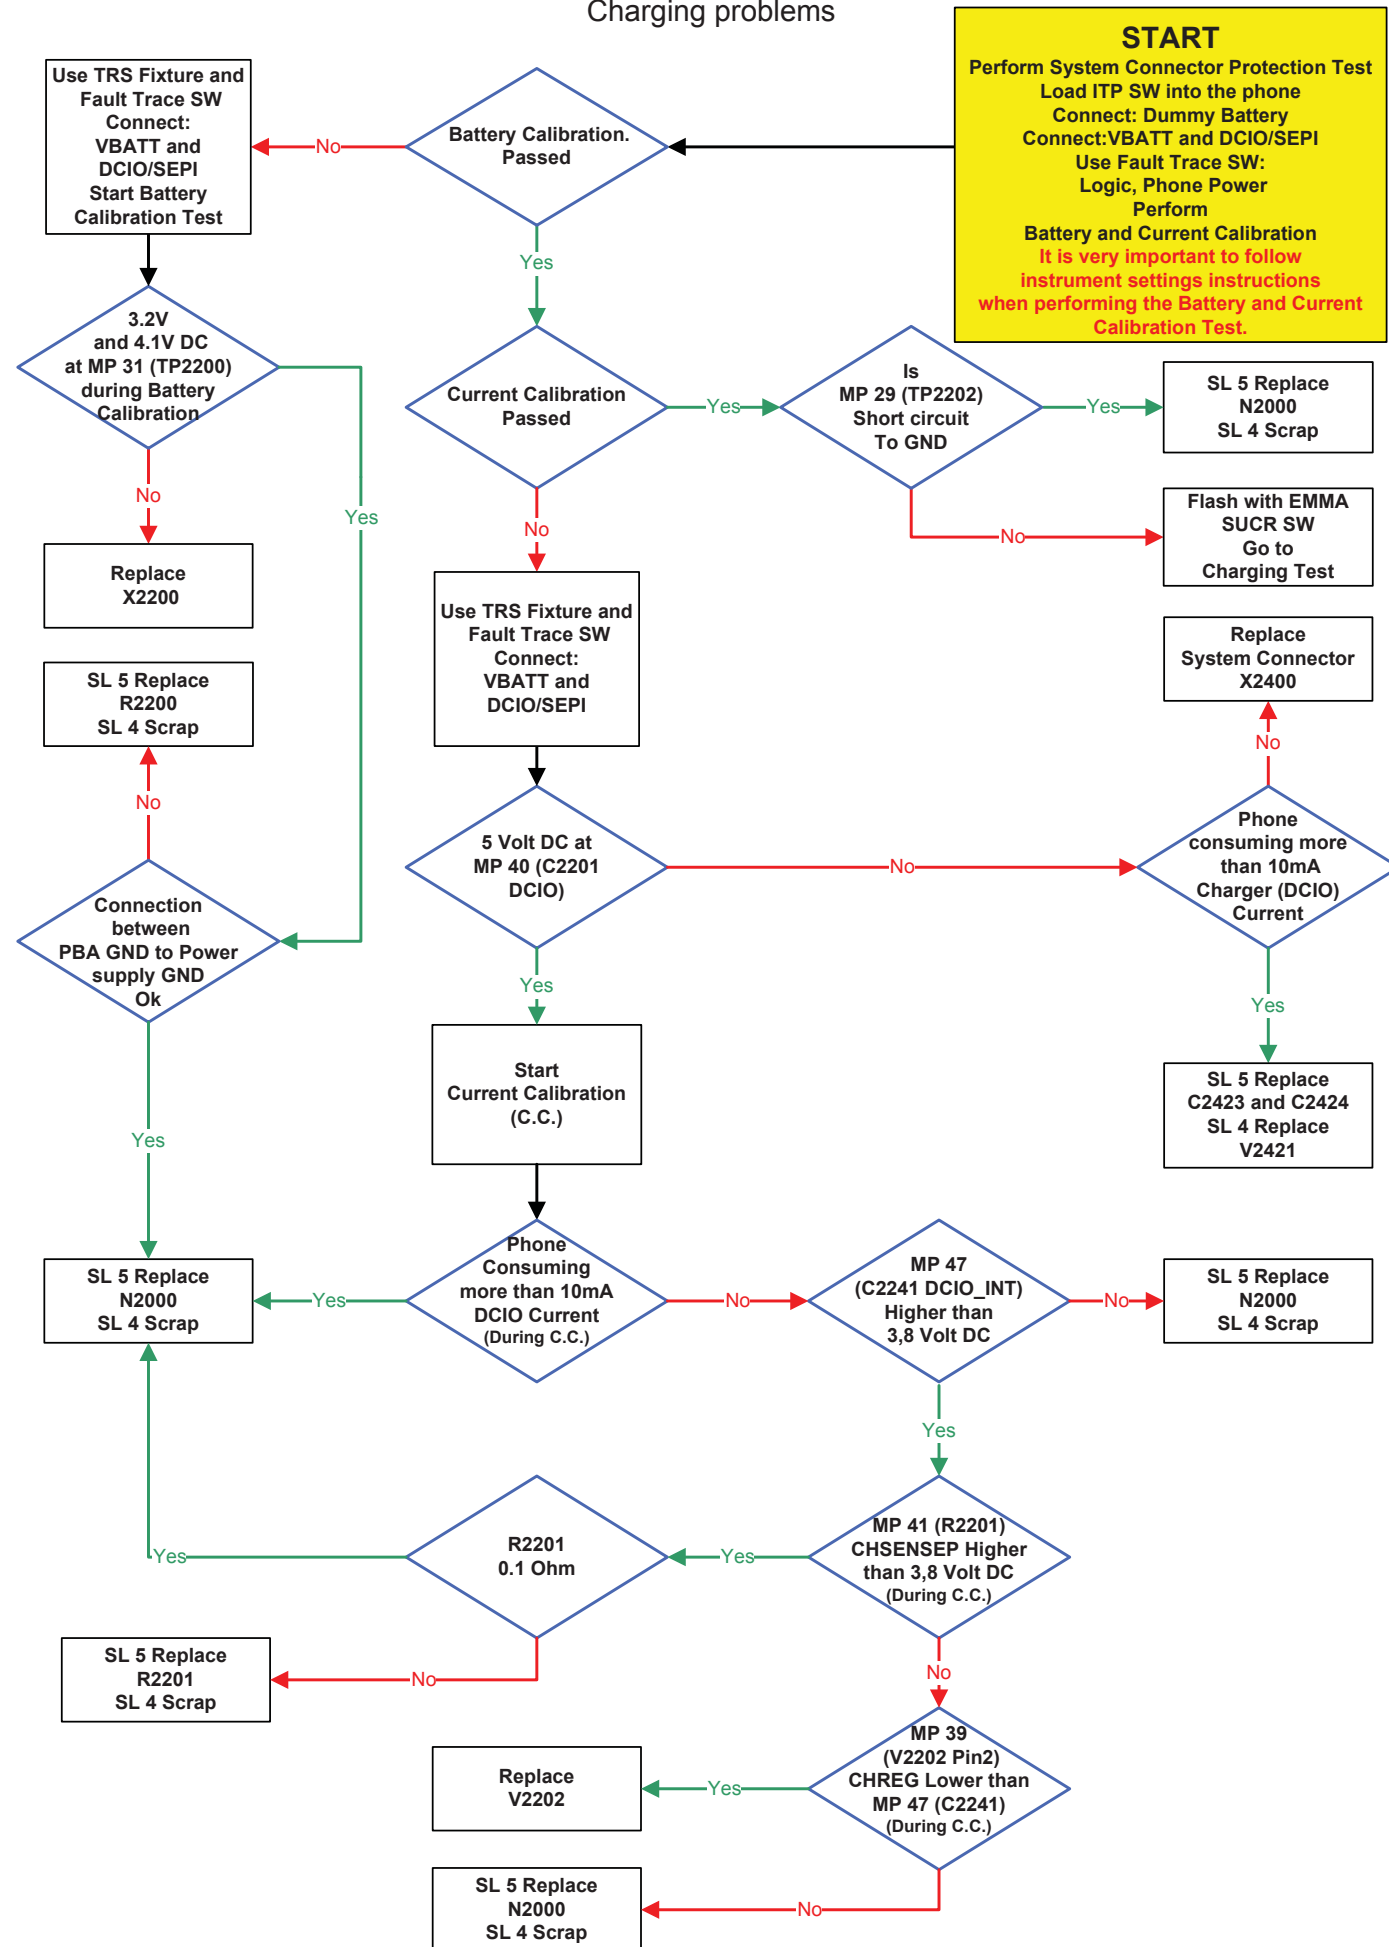 Charging problems
START
Perform System Connector Protection Test
Load ITP SW into the phone
Connect: Dummy Battery
Connect:VBATT and DCIO/SEPI
Use Fault Trace SW:
Logic, Phone Power
Perform
Battery and Current Calibration
It is very important to follow
instrument settings instructions
when performing the Battery and Current
Calibration Test.
Battery Calibration.
Passed
No
Yes
Use TRS Fixture and
Fault Trace SW
Connect:
VBATT and
DCIO/SEPI
Start Battery
Calibration Test
3.2V
and 4.1V DC
at MP 31 (TP2200)
during Battery
Calibration
No
Yes
Replace
X2200
Current Calibration
Passed
Yes
No
Is
MP 29 (TP2202)
Short circuit
To GND
Yes
No
SL 5 Replace
N2000
SL 4 Scrap
Flash with EMMA
SUCR SW
Go to
Charging Test
Use TRS Fixture and
Fault Trace SW
Connect:
VBATT and
DCIO/SEPI
Replace
System Connector
X2400
No
SL 5 Replace
R2200
SL 4 Scrap
No
5 Volt DC at
MP 40 (C2201
DCIO)
No
Yes
Phone
consuming more
than 10mA
Charger (DCIO)
Current
Yes
Connection
between
PBA GND to Power
supply GND
Ok
Yes
Start
Current Calibration
(C.C.)
SL 5 Replace
C2423 and C2424
SL 4 Replace
V2421
SL 5 Replace
N2000
SL 4 Scrap
Yes
Phone
Consuming
more than 10mA
DCIO Current
(During C.C.)
No
MP 47
(C2241 DCIO_INT)
Higher than
3,8 Volt DC
No
Yes
SL 5 Replace
N2000
SL 4 Scrap
Yes
R2201
0.1 Ohm
Yes
MP 41 (R2201)
CHSENSEP Higher
than 3,8 Volt DC
(During C.C.)
No
SL 5 Replace
R2201
SL 4 Scrap
No
MP 39
(V2202 Pin2)
CHREG Lower than
MP 47 (C2241)
(During C.C.)
Yes
Replace
V2202
No
SL 5 Replace
N2000
SL 4 Scrap